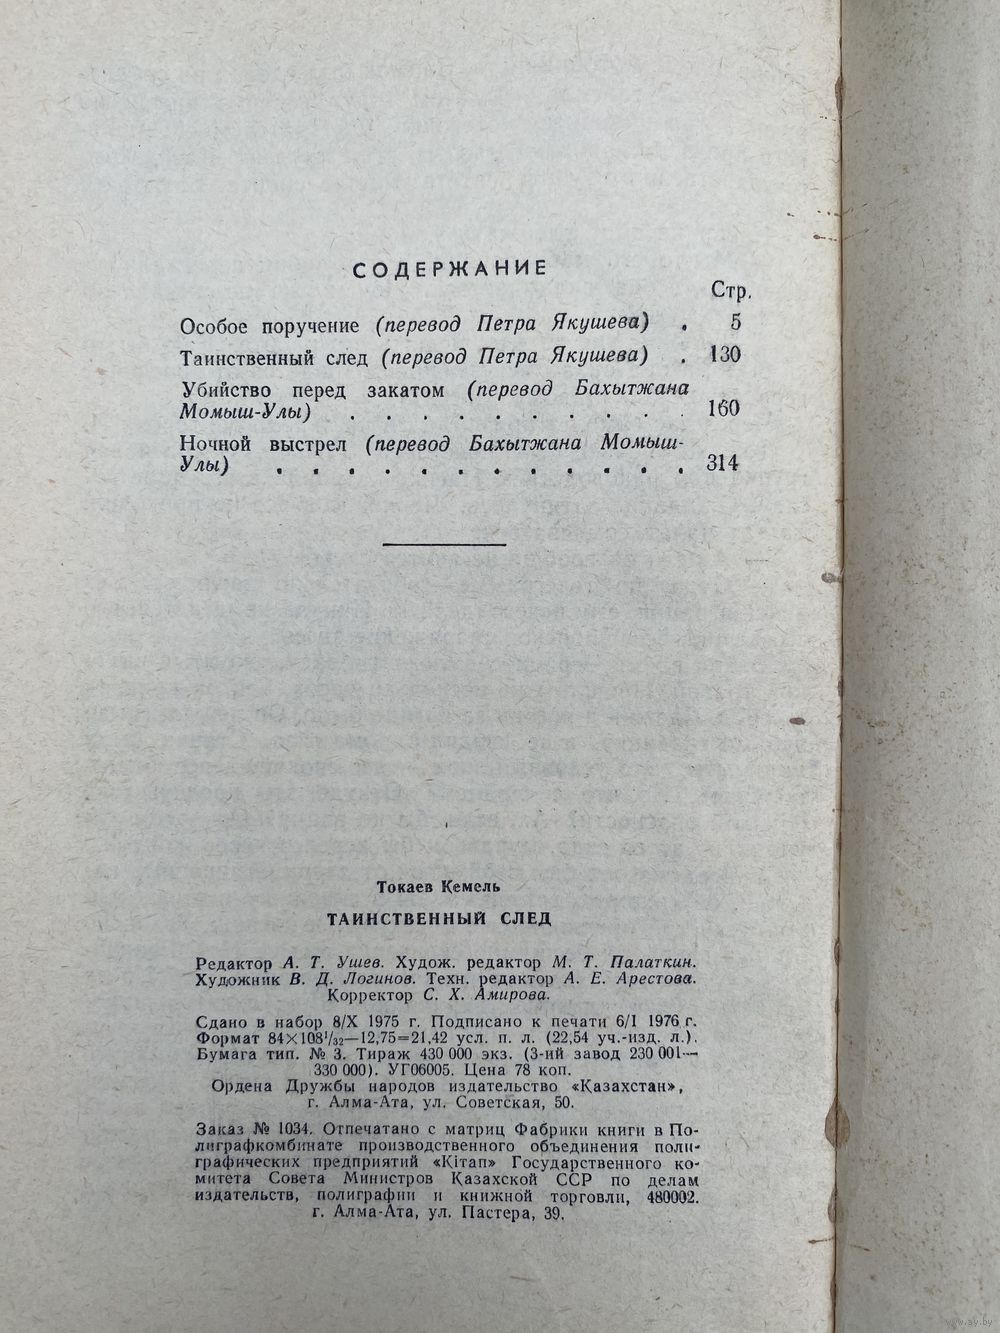 СОДЕРЖАНИЕ
Стр.
Особое поручение (перевод Петра Якушева) . 5
Таинственный след (перевод Петра Якушева) . 130
Убийство перед закатом (перевод Бахытжана
Момыш-Улы) . . . . . . . . . . 160
Ночной выстрел (перевод Бахытжана Момыш-
Улы) . . . . . . . . . . . . 314
Токаев Кемель
ТАИНСТВЕННЫЙ СЛЕД
Редактор А. Т. Ушев. Худож. редактор М. Т. Палаткин.
Художник В. Д. Логинов. Техн. редактор А. Е. Арестова.
Корректор С. Х. Амирова.
Сдано в набор 8/X 1975 г. Подписано к печати 6/I 1976 г.
Формат 84×108¹/₃₂—12,75=21,42 усл. п. л. (22,54 уч.-изд. л.).
Бумага тип. № 3. Тираж 430 000 экз. (3-ий завод 230 001—
330 000). УГ06005. Цена 78 коп.
Ордена Дружбы народов издательство «Казахстан»,
г. Алма-Ата, ул. Советская, 50.
Заказ № 1034. Отпечатано с матриц Фабрики книги в По-
лиграфкомбинате производственного объединения поли-
графических предприятий «Кітап» Государственного ко-
митета Совета Министров Казахской ССР по делам
издательств, полиграфии и книжной торговли, 480002.
г. Алма-Ата, ул. Пастера, 39.
www.ay.by